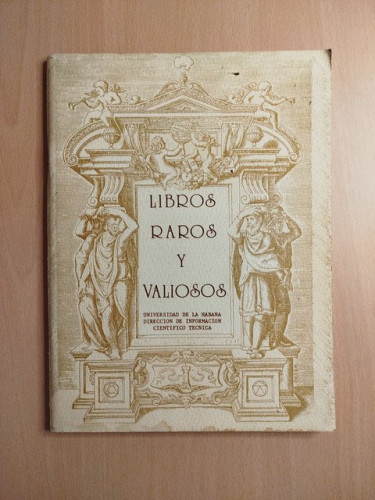 LIBROS
RAROS
Y
VALIOSOS
UNIVERSIDAD DE LA HABANA
DIRECCION DE INFORMACION
CIENTIFICO TECNICA